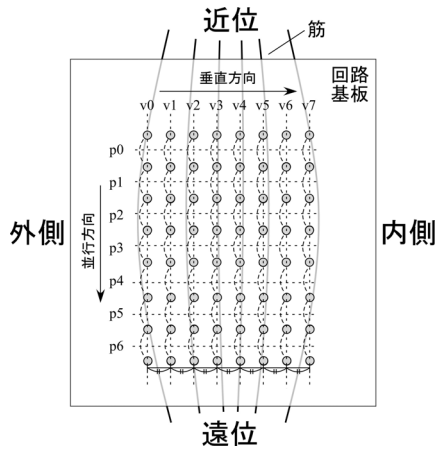 近位
筋
回路
基板
垂直方向
v0 v1 v2 v3 v4 v5 v6 v7
p0
p1
p2
p3
p4
p5
p6
並行方向
外側
内側
遠位